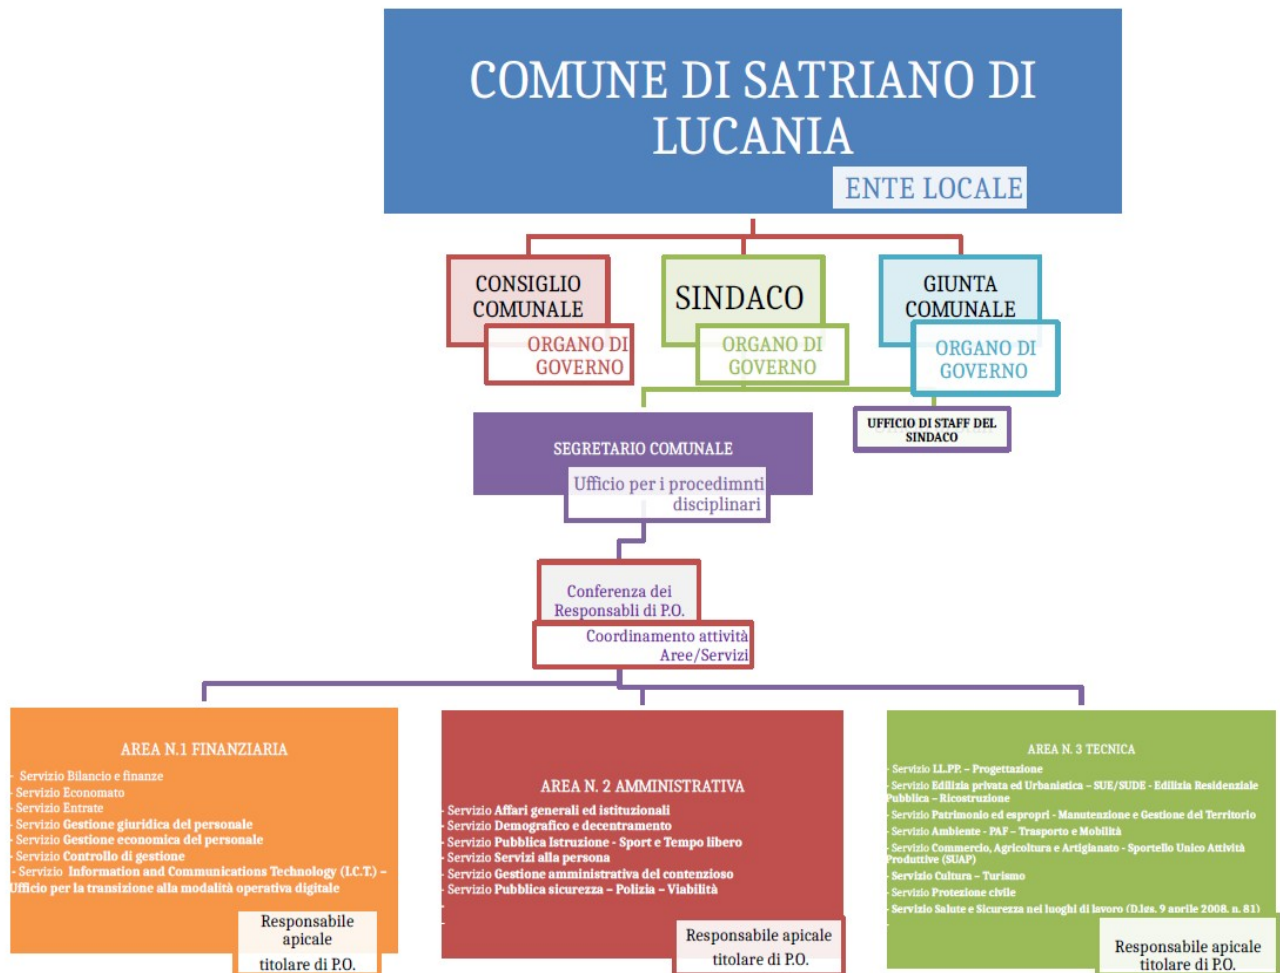 COMUNE DI SATRIANO DI
LUCANIA
ENTE LOCALE
CONSIGLIO
COMUNALE
ORGANO DI
GOVERNO
SINDACO
ORGANO DI
GOVERNO
GIUNTA
COMUNALE
ORGANO DI
GOVERNO
UFFICIO DI STAFF DEL
SINDACO
SEGRETARIO COMUNALE
Ufficio per i procedimnti
disciplinari
Conferenza dei
Responsabli di P.O.
Coordinamento attività
Aree/Servizi
AREA N.1 FINANZIARIA
- Servizio Bilancio e finanze
- Servizio Economato
- Servizio Entrate
- Servizio Gestione giuridica del personale
- Servizio Gestione economica del personale
- Servizio Controllo di gestione
- Servizio Information and Communications Technology (I.C.T.) –
Ufficio per la transizione alla modalità operativa digitale
Responsabile
apicale
titolare di P.O.
AREA N. 2 AMMINISTRATIVA
- Servizio Affari generali ed istituzionali
- Servizio Demografico e decentramento
- Servizio Pubblica Istruzione - Sport e Tempo libero
- Servizio Servizi alla persona
- Servizio Gestione amministrativa del contenzioso
- Servizio Pubblica sicurezza – Polizia – Viabilità
-
-
Responsabile apicale
titolare di P.O.
AREA N. 3 TECNICA
- Servizio LL.PP. – Progettazione
- Servizio Edilizia privata ed Urbanistica – SUE/SUDE - Edilizia Residenziale
Pubblica – Ricostruzione
- Servizio Patrimonio ed espropri - Manutenzione e Gestione del Territorio
- Servizio Ambiente - PAF – Trasporto e Mobilità
- Servizio Commercio, Agricoltura e Artigianato - Sportello Unico Attività
Produttive (SUAP)
- Servizio Cultura – Turismo
- Servizio Protezione civile
- Servizio Salute e Sicurezza nei luoghi di lavoro (D.lgs. 9 aprile 2008, n. 81)
-
Responsabile apicale
titolare di P.O.